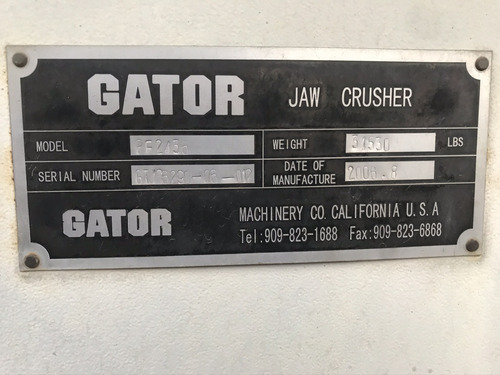 GATOR JAW CRUSHER
MODEL WEIGHT LBS
SERIAL NUMBER DATE OF MANUFACTURE
GATOR MACHINERY CO. CALIFORNIA U.S.A
Tel:909-823-1688 Fax:909-823-6868